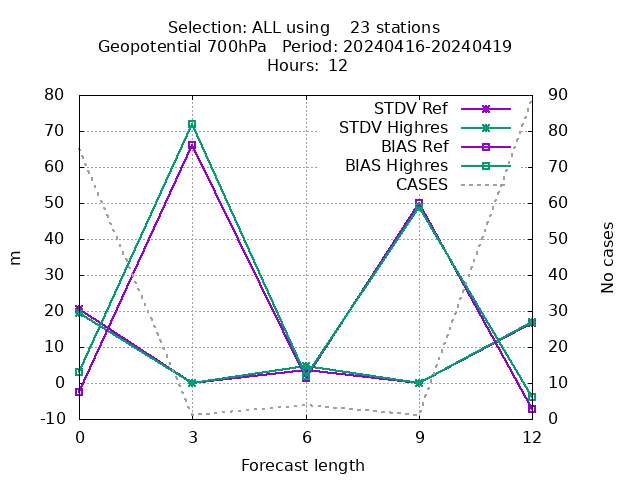 Selection: ALL using 23 stations
Geopotential 700hPa Period: 20240416-20240419
Hours: 12
80
70
60
50
40
30
20
10
0
-10
m
90
80
70
60
50
40
30
20
10
0
No cases
STDV Ref
STDV Highres
BIAS Ref
BIAS Highres
CASES
0 3 6 9 12
Forecast length